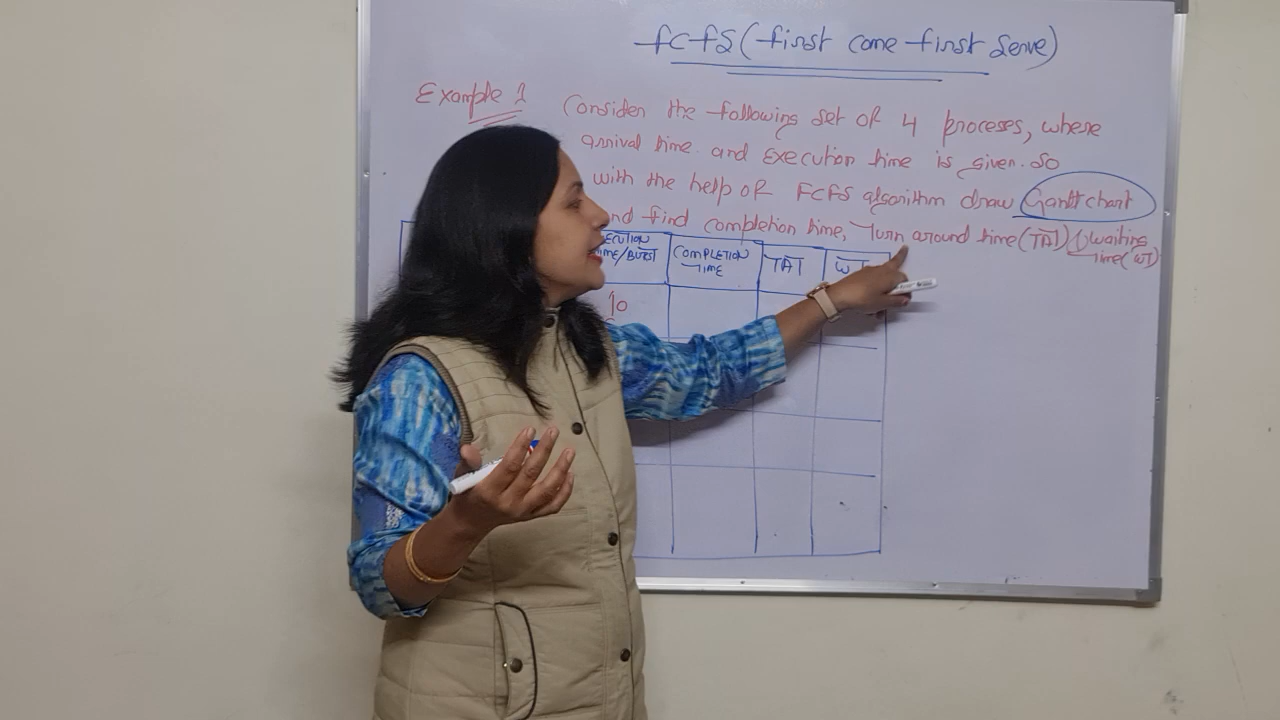 FCFS (first come first serve)
Example 1 Consider the following set of 4 proceses, where
arrival time and execution time is given. So
with the help of FCFS algorithm draw Gantt chart
nd find completion time, Turn around time (TAT) & waiting
time (WT)
ECUTION COMPLETION TAT W
IME/BURST TIME
10